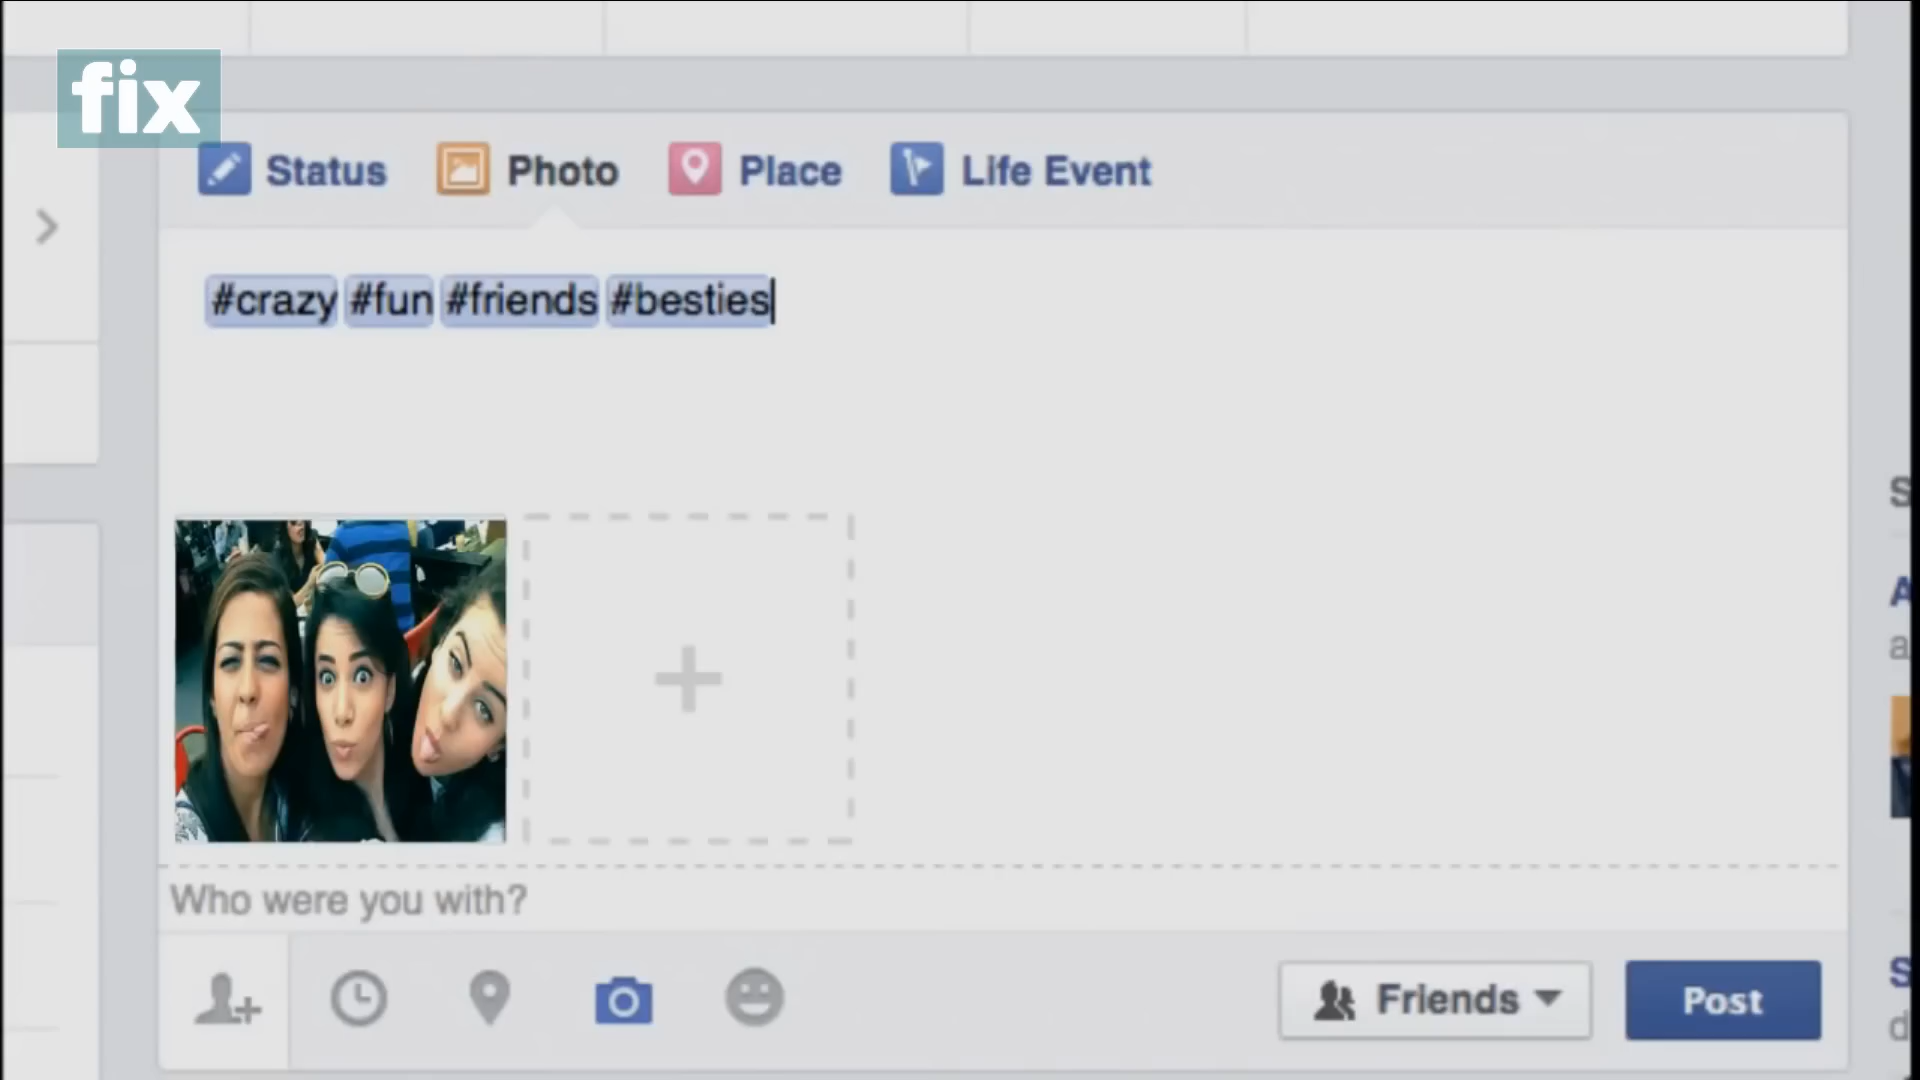 fix
Status Photo Place Life Event
#crazy #fun #friends #besties
Who were you with?
Friends Post